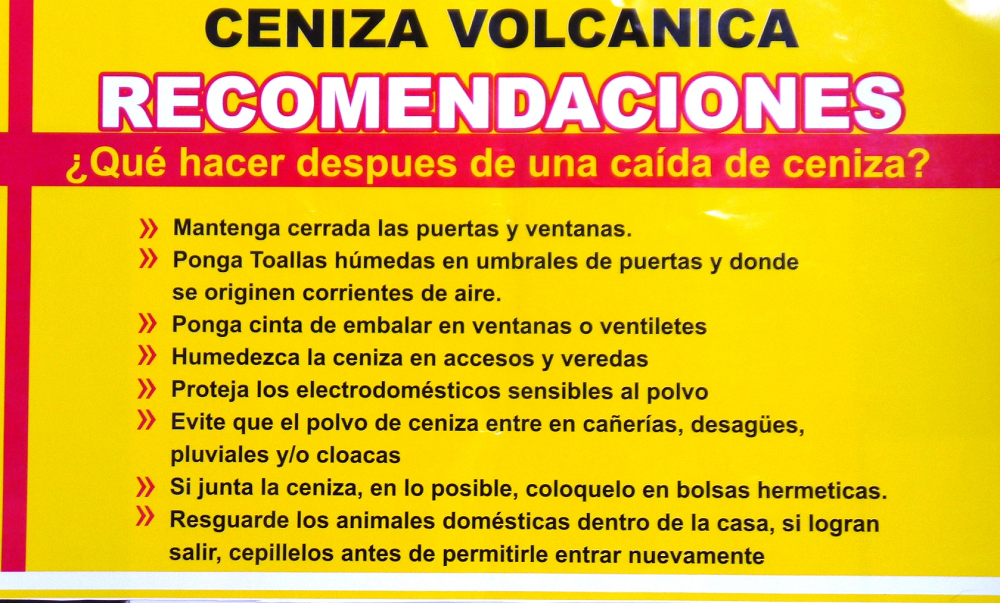 CENIZA VOLCANICA
RECOMENDACIONES
¿Qué hacer despues de una caída de ceniza?
» Mantenga cerrada las puertas y ventanas.
» Ponga Toallas húmedas en umbrales de puertas y donde
se originen corrientes de aire.
» Ponga cinta de embalar en ventanas o ventiletes
» Humedezca la ceniza en accesos y veredas
» Proteja los electrodomésticos sensibles al polvo
» Evite que el polvo de ceniza entre en cañerías, desagües,
pluviales y/o cloacas
» Si junta la ceniza, en lo posible, coloquelo en bolsas hermeticas.
» Resguarde los animales domésticas dentro de la casa, si logran
salir, cepillelos antes de permitirle entrar nuevamente